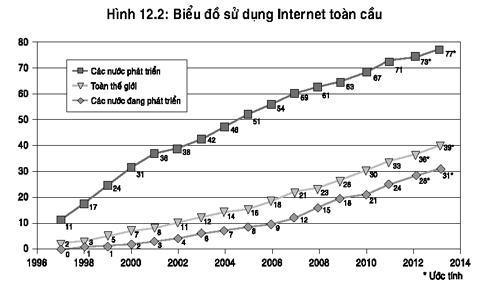 Hình 12.2: Biểu đồ sử dụng Internet toàn cầu
80
70
60
50
40
30
20
10
0
Các nước phát triển
Toàn thế giới
Các nước đang phát triển
11 17 24 31 36 38 42 46 51 54 59 61 63 67 71 73* 77*
2 3 5 7 8 10 12 14 16 18 21 23 26 30 33 36* 39*
0 1 1 2 3 4 6 7 8 9 12 15 18 21 24 28* 31*
1996 1998 2000 2002 2004 2006 2008 2010 2012 2014
* Ước tính